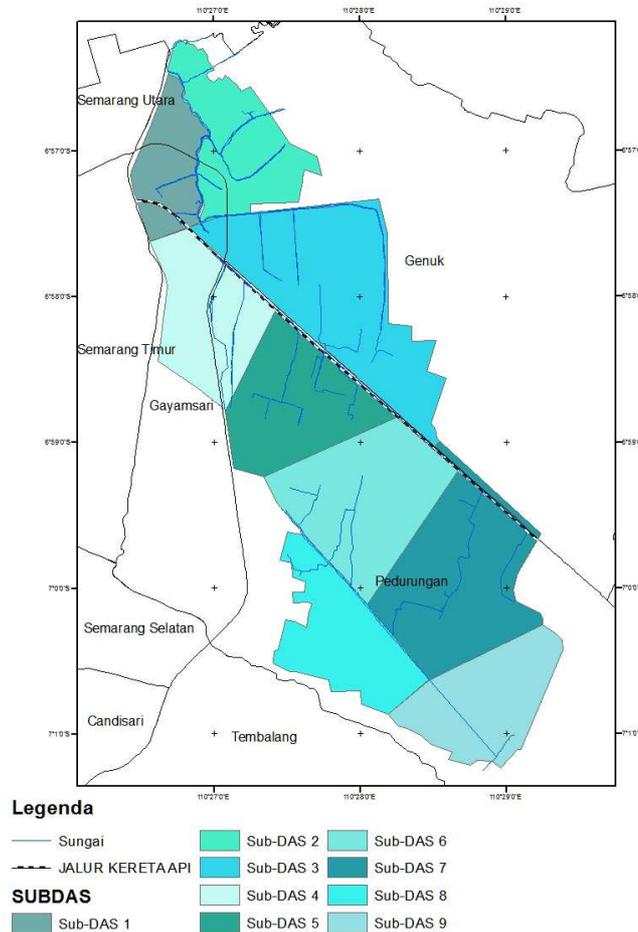 110°27'0"E 110°28'0"E 110°29'0"E
Semarang Utara
6°57'0"S 6°57'0"S
Genuk
6°58'0"S 6°58'0"S
Semarang Timur
Gayamsari
6°59'0"S 6°59'0"S
Pedurungan
7°0'0"S 7°0'0"S
Semarang Selatan
Candisari
Tembalang
7°1'0"S 7°1'0"S
110°27'0"E 110°28'0"E 110°29'0"E
Legenda
Sungai
JALUR KERETA API
SUBDAS
Sub-DAS 1
Sub-DAS 2
Sub-DAS 3
Sub-DAS 4
Sub-DAS 5
Sub-DAS 6
Sub-DAS 7
Sub-DAS 8
Sub-DAS 9